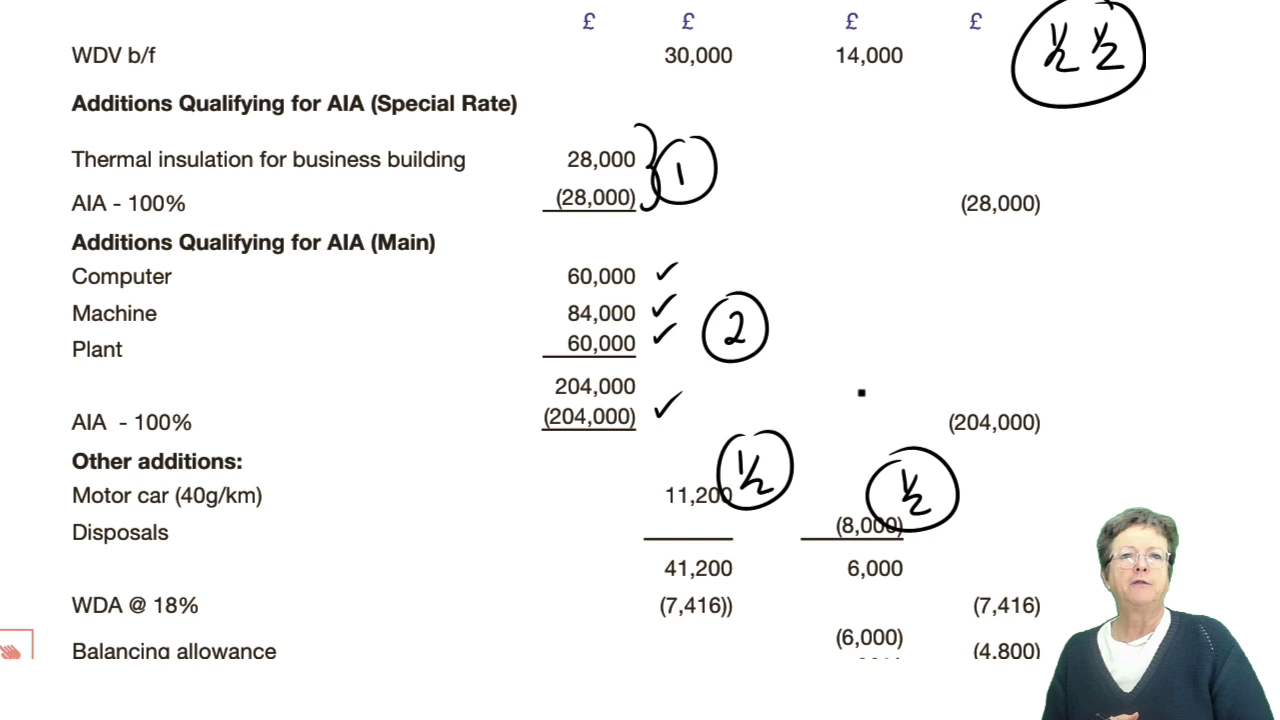 £ £ £ £
WDV b/f 30,000 14,000 ½ ½
Additions Qualifying for AIA (Special Rate)
Thermal insulation for business building 28,000 1
AIA - 100% (28,000) (28,000)
Additions Qualifying for AIA (Main)
Computer 60,000 ✓
Machine 84,000 ✓ 2
Plant 60,000 ✓
204,000
AIA - 100% (204,000) ✓ (204,000)
Other additions:
Motor car (40g/km) 11,200 ½ ½
Disposals (8,000)
41,200 6,000
WDA @ 18% (7,416)) (7,416)
Balancing allowance (6,000) (4,800)